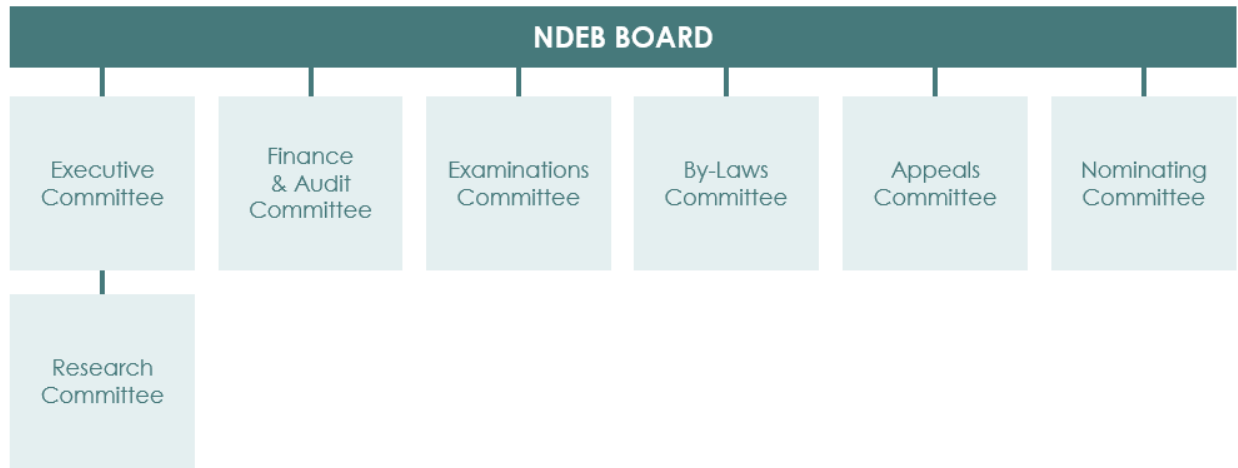 NDEB BOARD
Executive
Committee
Finance
& Audit
Committee
Examinations
Committee
By-Laws
Committee
Appeals
Committee
Nominating
Committee
Research
Committee